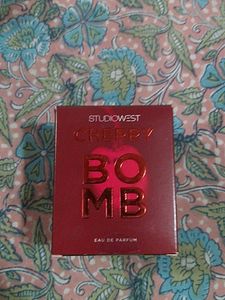 STUDIOWEST
CHERRY
BO
MB
EAU DE PARFUM